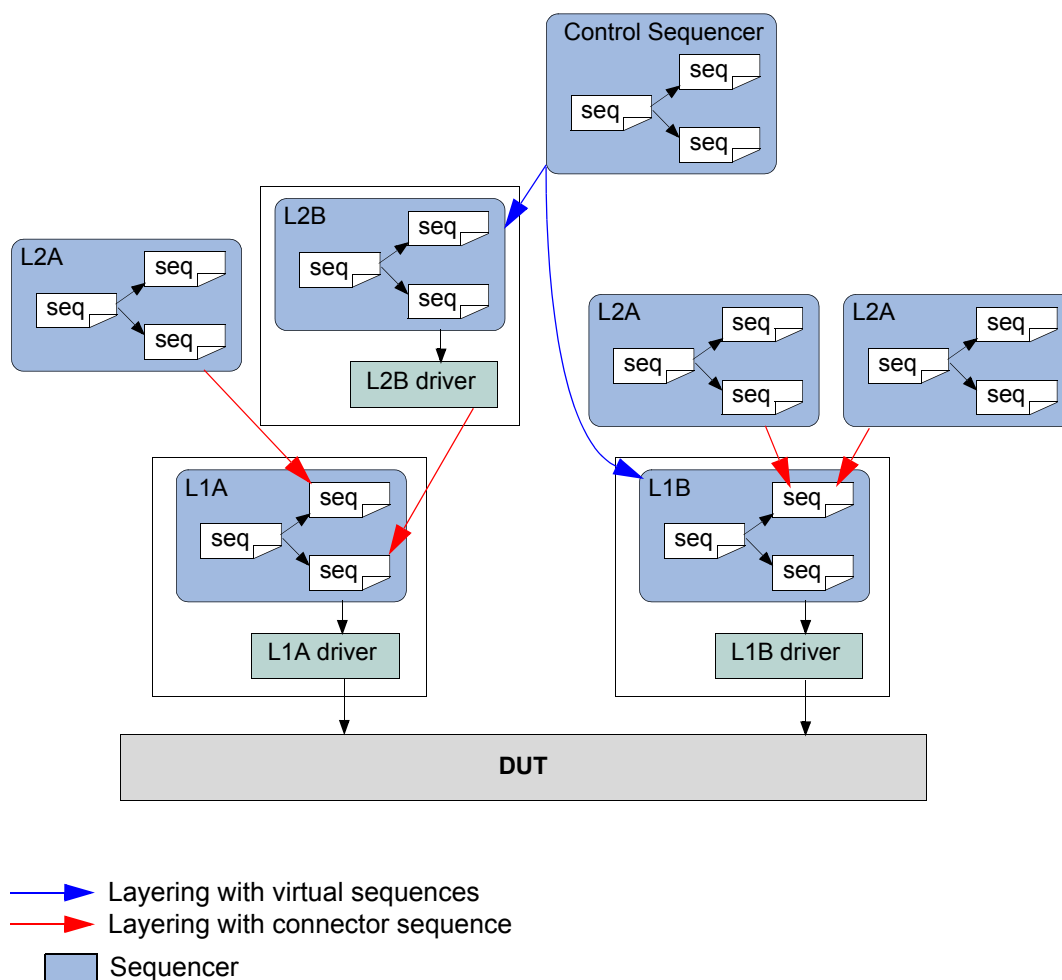 Control Sequencer
seq
seq
seq
L2B
seq
seq
seq
L2B driver
L2A
seq
seq
seq
L2A
seq
seq
seq
L2A
seq
seq
seq
L1A
seq
seq
seq
L1A driver
L1B
seq
seq
seq
L1B driver
DUT
Layering with virtual sequences
Layering with connector sequence
Sequencer